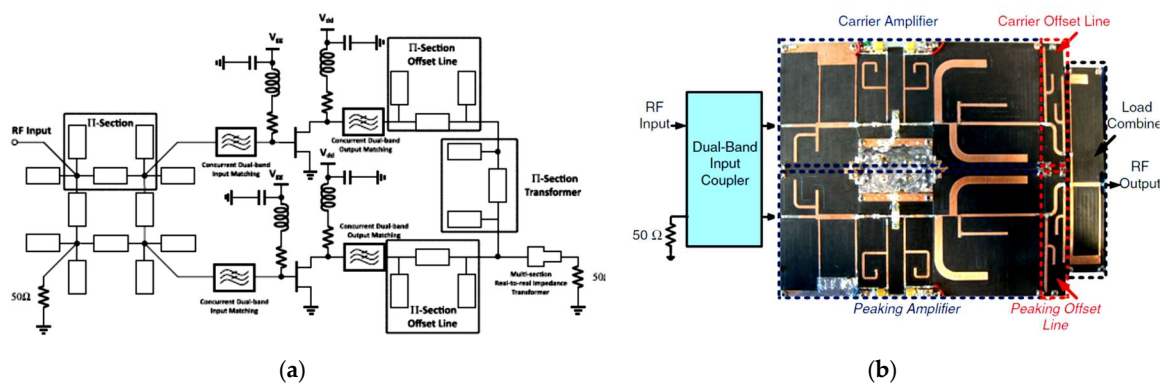 V_gg
V_dd
Π-Section
Offset Line
RF Input
Π-Section
Concurrent Dual-band
Input Matching
Concurrent Dual-band
Output Matching
V_gg
V_dd
Π-Section
Transformer
Concurrent Dual-band
Output Matching
50Ω
Concurrent Dual-band
Input Matching
Π-Section
Offset Line
Multi-section
Real-to-real Impedance
Transformer
50Ω
(a)
Carrier Amplifier
Carrier Offset Line
RF
Input
Dual-Band
Input
Coupler
50 Ω
Load
Combine
RF
Output
Peaking Amplifier
Peaking Offset
Line
(b)